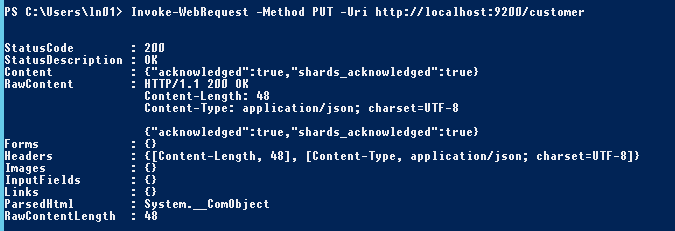 PS C:\Users\ln01> Invoke-WebRequest -Method PUT -Uri http://localhost:9200/customer
StatusCode : 200
StatusDescription : OK
Content : {"acknowledged":true,"shards_acknowledged":true}
RawContent : HTTP/1.1 200 OK
Content-Length: 48
Content-Type: application/json; charset=UTF-8
{"acknowledged":true,"shards_acknowledged":true}
Forms : {}
Headers : {[Content-Length, 48], [Content-Type, application/json; charset=UTF-8]}
Images : {}
InputFields : {}
Links : {}
ParsedHtml : System.__ComObject
RawContentLength : 48